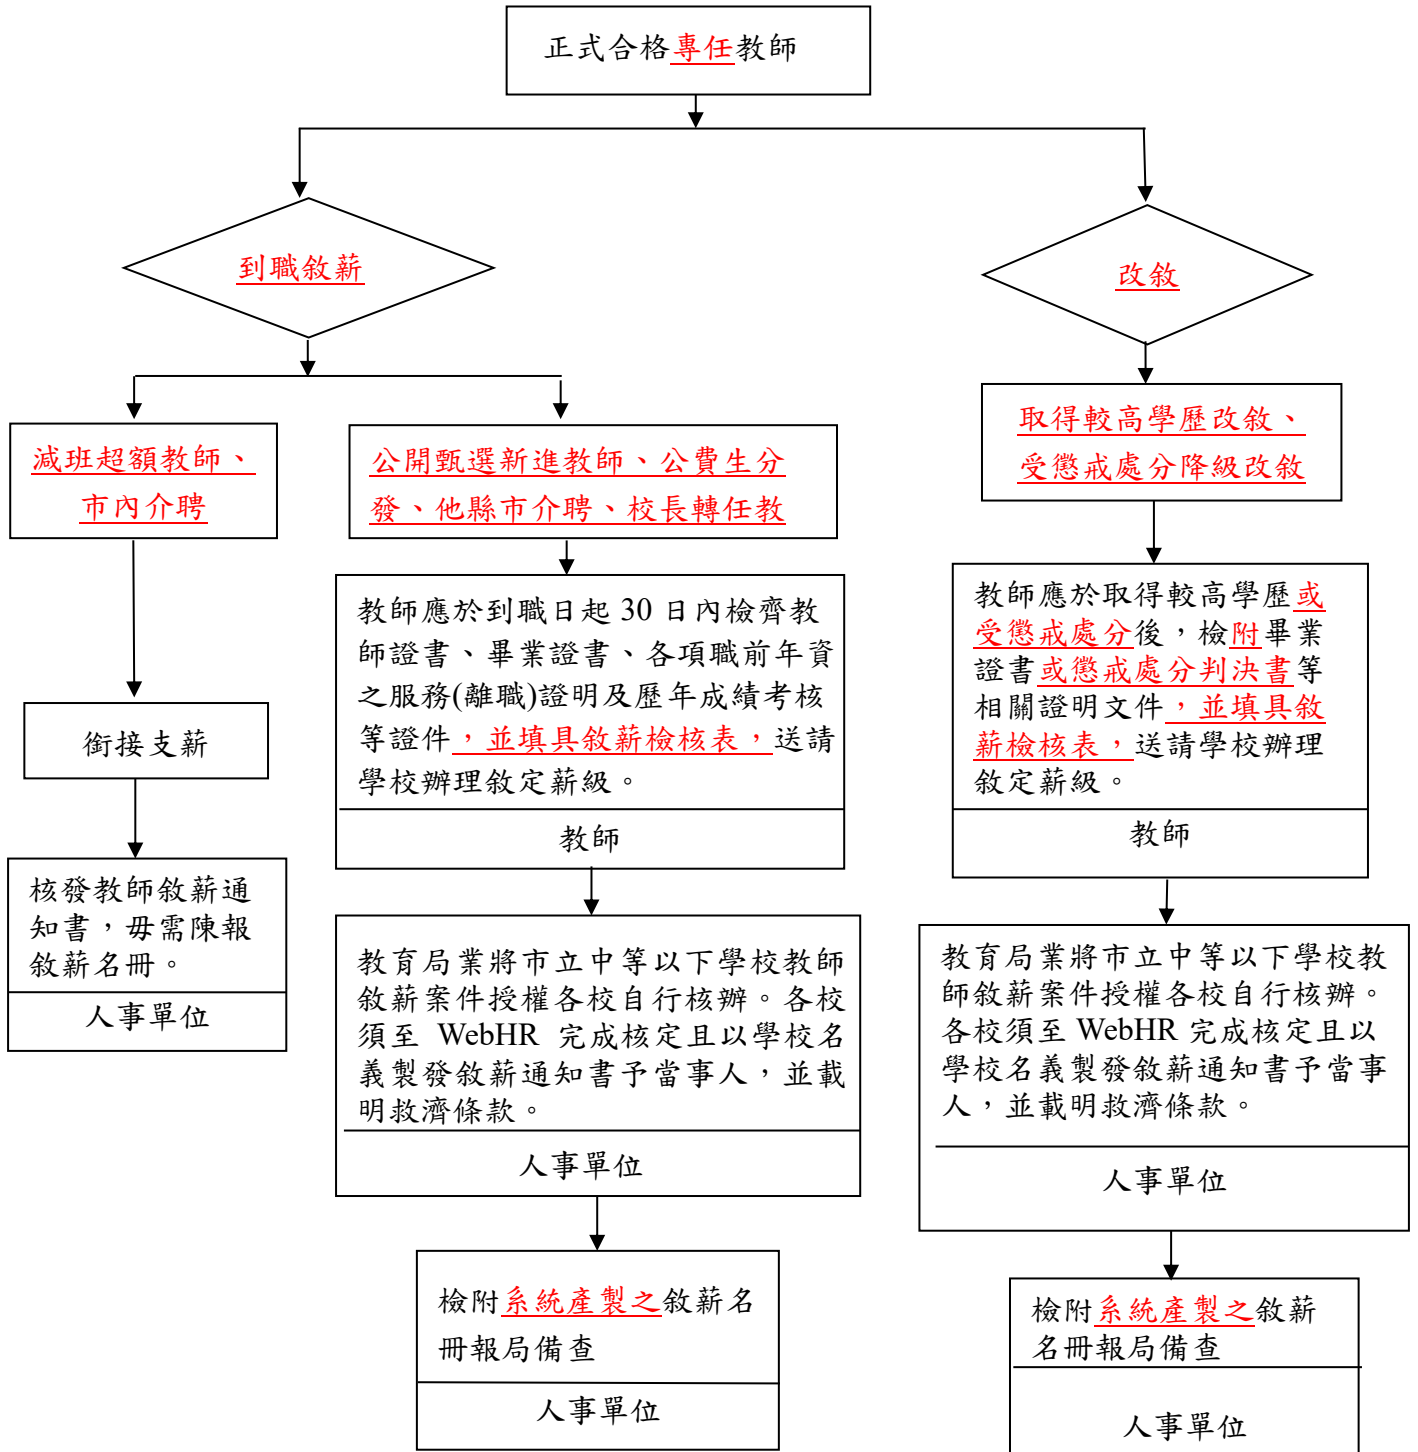 正式合格專任教師
到職敘薪
改敘
減班超額教師、
市內介聘
公開甄選新進教師、公費生分
發、他縣市介聘、校長轉任教
取得較高學歷改敘、
受懲戒處分降級改敘
銜接支薪
核發教師敘薪通
知書，毋需陳報
敘薪名冊。
人事單位
教師應於到職日起 30 日內檢齊教
師證書、畢業證書、各項職前年資
之服務(離職)證明及歷年成績考核
等證件，並填具敘薪檢核表，送請
學校辦理敘定薪級。
教師
教育局業將市立中等以下學校教師
敘薪案件授權各校自行核辦。各校
須至 WebHR 完成核定且以學校名
義製發敘薪通知書予當事人，並載
明救濟條款。
人事單位
檢附系統產製之敘薪名
冊報局備查
人事單位
教師應於取得較高學歷或
受懲戒處分後，檢附畢業
證書或懲戒處分判決書等
相關證明文件，並填具敘
薪檢核表，送請學校辦理
敘定薪級。
教師
教育局業將市立中等以下學校教
師敘薪案件授權各校自行核辦。
各校須至 WebHR 完成核定且以
學校名義製發敘薪通知書予當事
人，並載明救濟條款。
人事單位
檢附系統產製之敘薪
名冊報局備查
人事單位